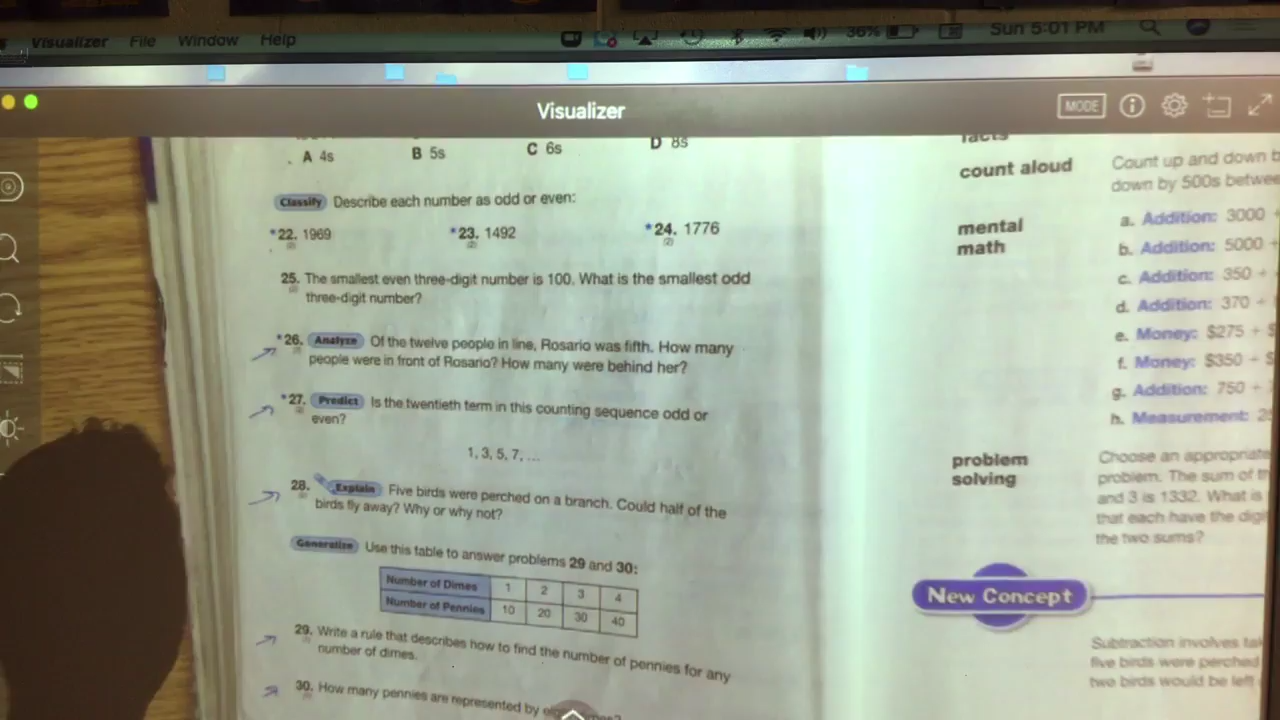 Visualizer File Window Help 36% Sun 5:01 PM
Visualizer
MODE
A 4s B 5s C 6s D 8s
Classify Describe each number as odd or even:
*22. 1969 *23. 1492 *24. 1776
(2) (2) (2)
25. The smallest even three-digit number is 100. What is the smallest odd
three-digit number?
*26. Analyze Of the twelve people in line, Rosario was fifth. How many
people were in front of Rosario? How many were behind her?
*27. Predict Is the twentieth term in this counting sequence odd or
even?
1, 3, 5, 7, ...
28. Explain Five birds were perched on a branch. Could half of the
birds fly away? Why or why not?
Generalize Use this table to answer problems 29 and 30:
Number of Dimes 1 2 3 4
Number of Pennies 10 20 30 40
29. Write a rule that describes how to find the number of pennies for any
number of dimes.
30. How many pennies are represented by
facts
count aloud Count up and down
down by 500s
mental
math
a. Addition: 3000
b. Addition: 5000
c. Addition: 350
d. Addition: 370
e. Money: $275
f. Money: $350
g. Addition: 750
h. Measurement:
problem
solving
Choose an appropriate
problem. The sum of
and 3 is 1332. What is
that each have the
the two sums?
New Concept
Subtraction involves
five birds were perched
two birds would be left